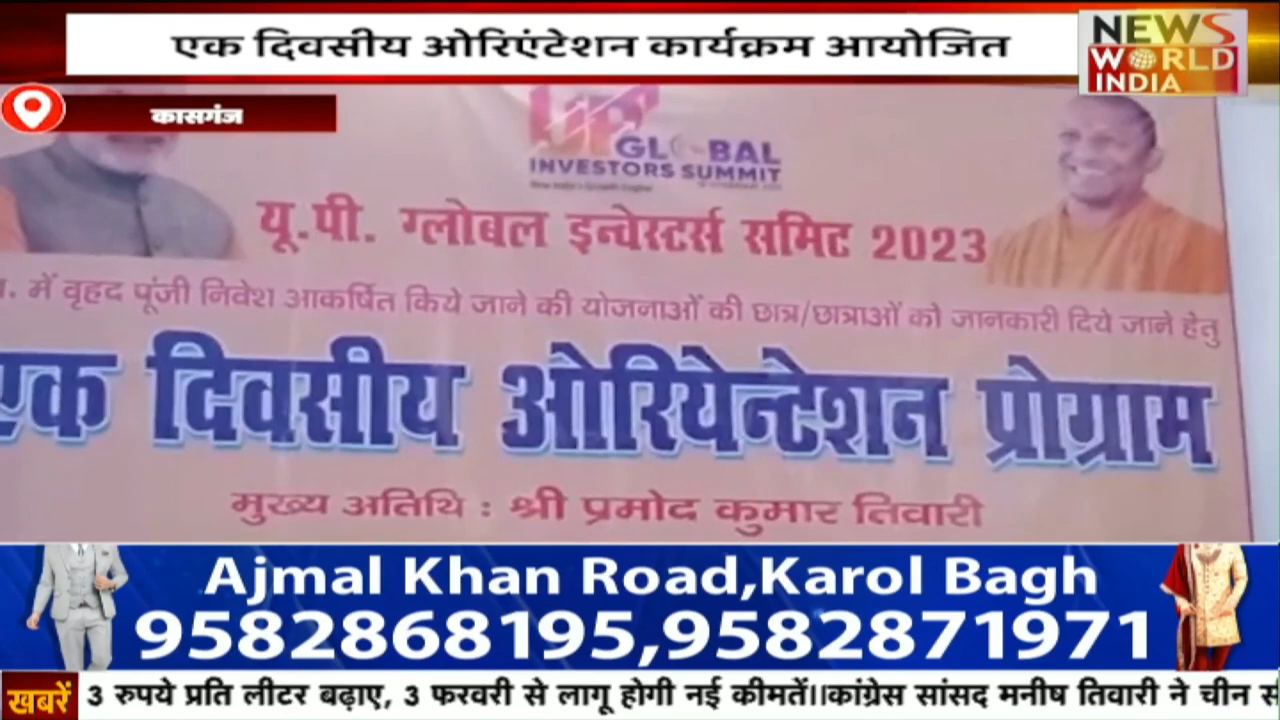 एक दिवसीय ओरिएंटेशन कार्यक्रम आयोजित
NEWS
WORLD
INDIA
कासगंज
UP
GLOBAL
INVESTORS SUMMIT
यू.पी. ग्लोबल इन्वेस्टर्स समिट 2023
में वृहद पूंजी निवेश आकर्षित किये जाने की योजनाओं की छात्र/छात्राओं को जानकारी दिये जाने हेतु
एक दिवसीय ओरियेन्टेशन प्रोग्राम
मुख्य अतिथि : श्री प्रमोद कुमार तिवारी
Ajmal Khan Road,Karol Bagh
9582868195,9582871971
खबरें 3 रुपये प्रति लीटर बढ़ाए, 3 फरवरी से लागू होगी नई कीमतें।।कांग्रेस सांसद मनीष तिवारी ने चीन